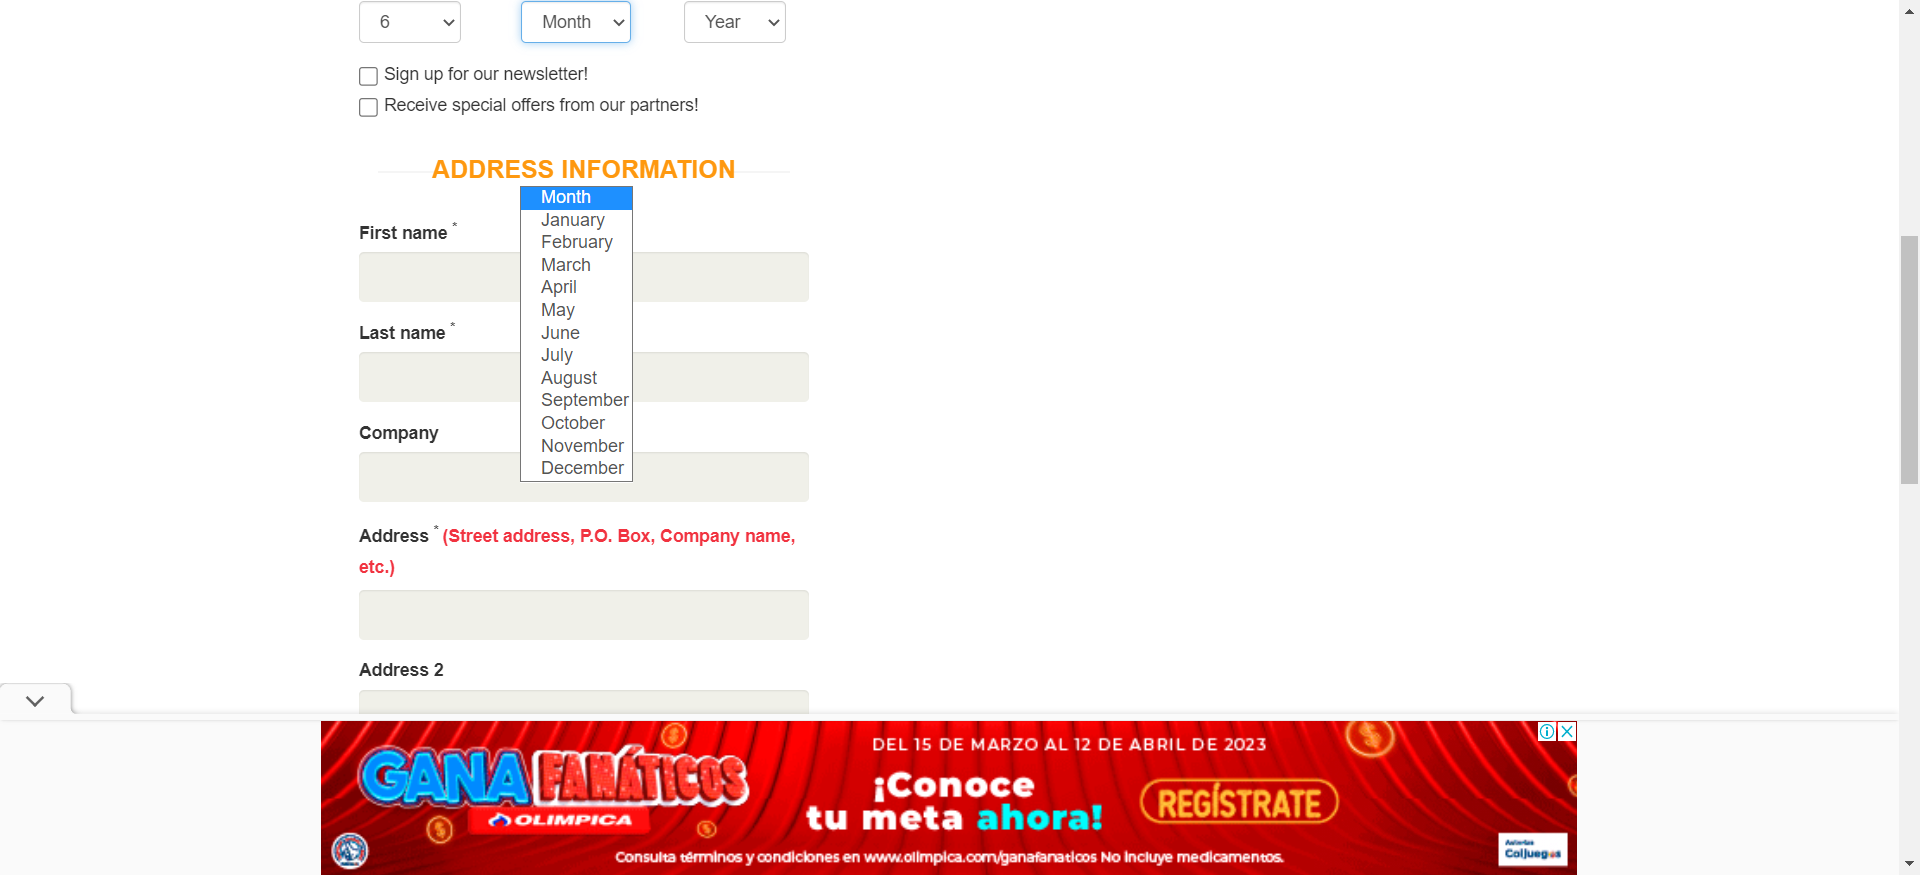 6 Month Year
Sign up for our newsletter!
Receive special offers from our partners!
ADDRESS INFORMATION
Month
January
February
March
April
May
June
July
August
September
October
November
December
First name *
Last name *
Company
Address * (Street address, P.O. Box, Company name,
etc.)
Address 2
GANA FANÁTICOS
OLIMPICA
DEL 15 DE MARZO AL 12 DE ABRIL DE 2023
¡Conoce
tu meta ahora!
REGÍSTRATE
Consulta términos y condiciones en www.olimpica.com/ganafanaticos No incluye medicamentos.
Autoriza
Coljuegos